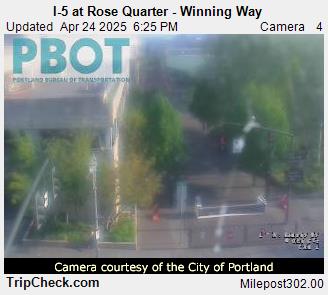 I-5 at Rose Quarter - Winning Way
Updated Apr 24 2025 6:25 PM Camera 4
PBOT
PORTLAND BUREAU OF TRANSPORTATION
Camera courtesy of the City of Portland
TripCheck.com Milepost302.00